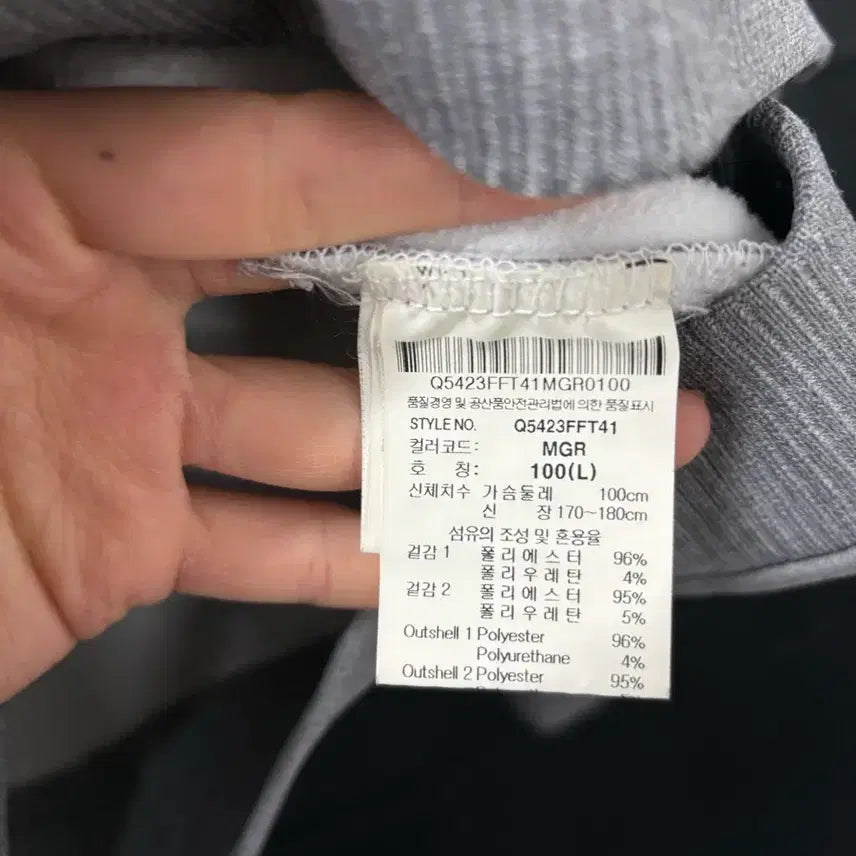 Q5423FFT41MGR0100
품질경영 및 공산품안전관리법에 의한 품질표시
STYLE NO. Q5423FFT41
컬러코드: MGR
호 칭: 100(L)
신체치수 가슴둘레 100cm
신 장 170~180cm
섬유의 조성 및 혼용율
겉감 1 폴리에스터 96%
폴리우레탄 4%
겉감 2 폴리에스터 95%
폴리우레탄 5%
Outshell 1 Polyester 96%
Polyurethane 4%
Outshell 2 Polyester 95%